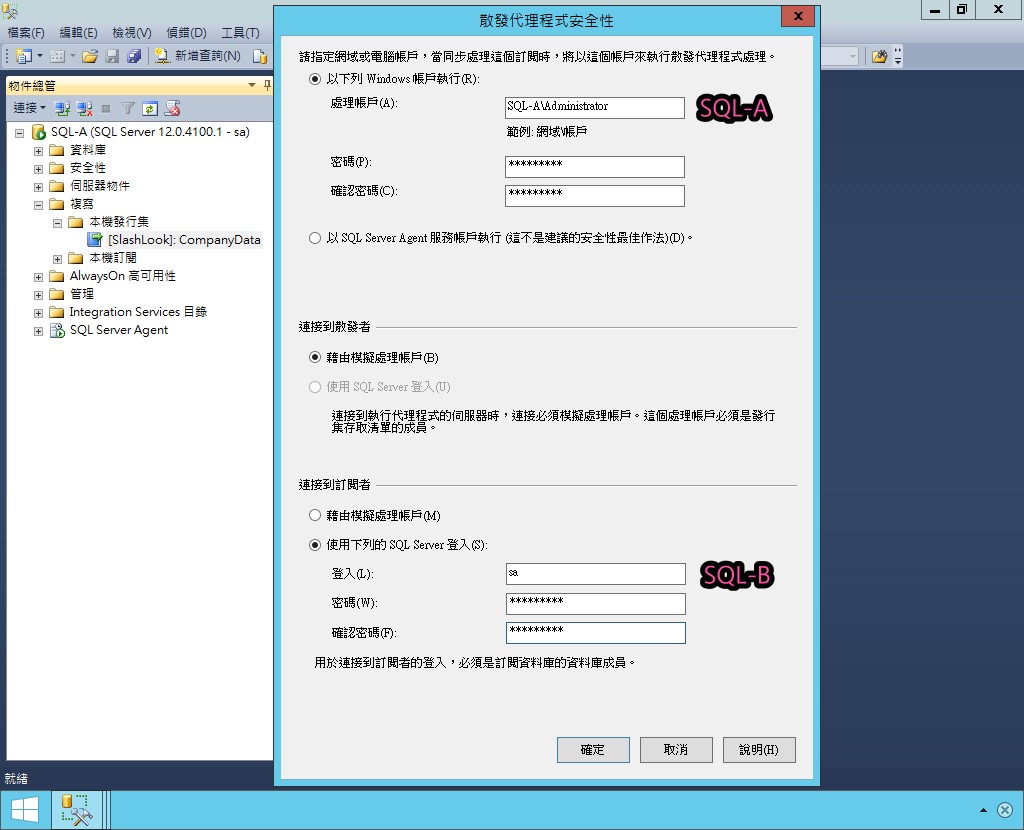 散發代理程式安全性
檔案(F) 編輯(E) 檢視(V) 偵錯(D) 工具(T)
新增查詢(N)
物件總管
連接
SQL-A (SQL Server 12.0.4100.1 - sa)
資料庫
安全性
伺服器物件
複寫
本機發行集
[SlashLook]: CompanyData
本機訂閱
AlwaysOn 高可用性
管理
Integration Services 目錄
SQL Server Agent
請指定網域或電腦帳戶，當同步處理這個訂閱時，將以這個帳戶來執行散發代理程式處理。
以下列 Windows 帳戶執行(R):
處理帳戶(A):
SQL-A\Administrator
SQL-A
範例: 網域\帳戶
密碼(P):
*********
確認密碼(C):
*********
以 SQL Server Agent 服務帳戶執行 (這不是建議的安全性最佳作法)(D)。
連接到散發者
藉由模擬處理帳戶(B)
使用 SQL Server 登入(U)
連接到執行代理程式的伺服器時，連接必須模擬處理帳戶。這個處理帳戶必須是發行
集存取清單的成員。
連接到訂閱者
藉由模擬處理帳戶(M)
使用下列的 SQL Server 登入(S):
登入(L):
sa
SQL-B
密碼(W):
*********
確認密碼(F):
*********
用於連接到訂閱者的登入，必須是訂閱資料庫的資料庫成員。
確定
取消
說明(H)
就緒